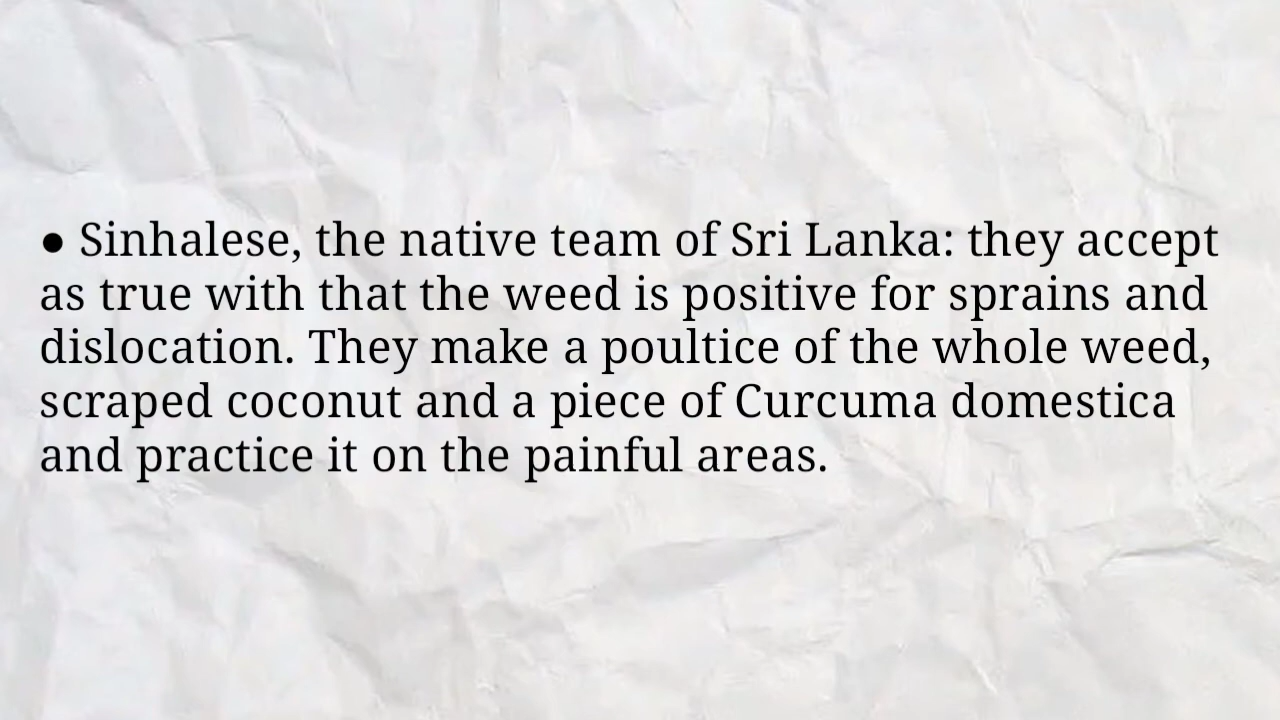 ● Sinhalese, the native team of Sri Lanka: they accept
as true with that the weed is positive for sprains and
dislocation. They make a poultice of the whole weed,
scraped coconut and a piece of Curcuma domestica
and practice it on the painful areas.